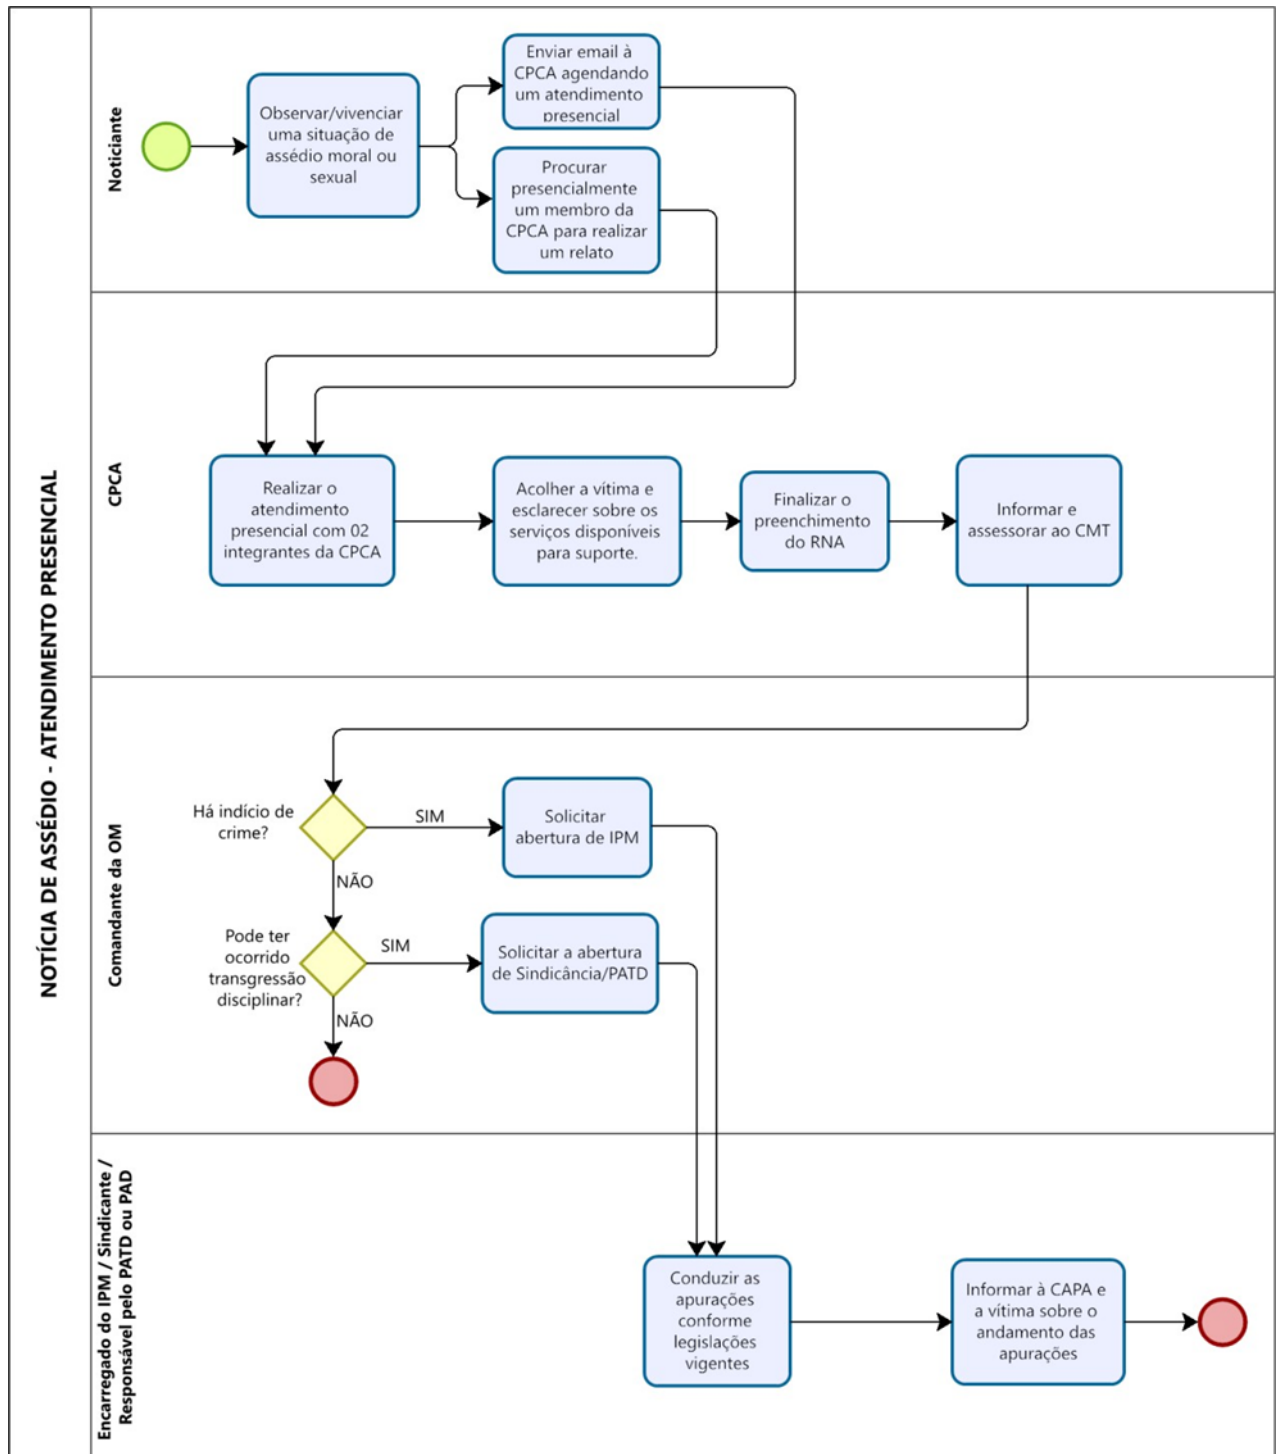 NOTÍCIA DE ASSÉDIO - ATENDIMENTO PRESENCIAL
Noticiante
Observar/vivenciar
uma situação de
assédio moral ou
sexual
Enviar email à
CPCA agendando
um atendimento
presencial
Procurar
presencialmente
um membro da
CPCA para realizar
um relato
CPCA
Realizar o
atendimento
presencial com 02
integrantes da CPCA
Acolher a vítima e
esclarecer sobre os
serviços disponíveis
para suporte.
Finalizar o
preenchimento
do RNA
Informar e
assessorar ao CMT
Comandante da OM
Há indício de
crime?
SIM
Solicitar
abertura de IPM
NÃO
Pode ter
ocorrido
transgressão
disciplinar?
SIM
Solicitar a abertura
de Sindicância/PATD
NÃO
Encarregado do IPM / Sindicante /
Responsável pelo PATD ou PAD
Conduzir as
apurações
conforme
legislações
vigentes
Informar à CAPA e
a vítima sobre o
andamento das
apurações